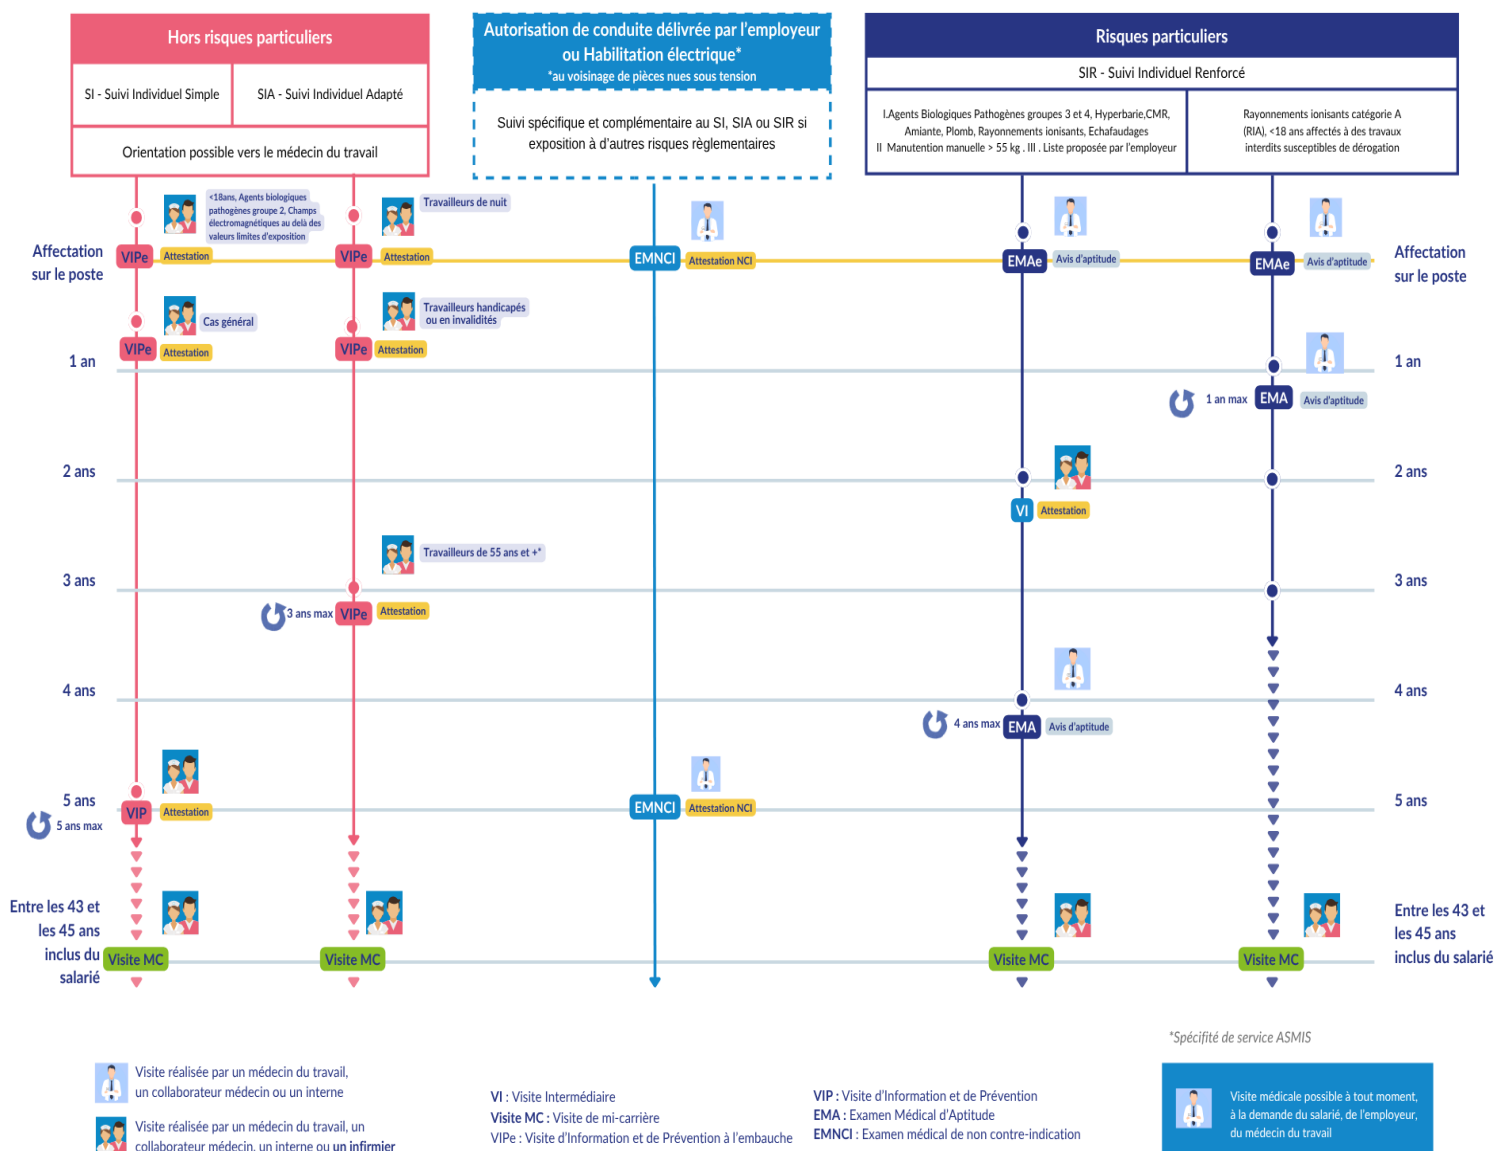 Hors risques particuliers
SI - Suivi Individuel Simple
SIA - Suivi Individuel Adapté
Orientation possible vers le médecin du travail
Autorisation de conduite délivrée par l'employeur
ou Habilitation électrique*
*au voisinage de pièces nues sous tension
Suivi spécifique et complémentaire au SI, SIA ou SIR si
exposition à d'autres risques règlementaires
Risques particuliers
SIR - Suivi Individuel Renforcé
I.Agents Biologiques Pathogènes groupes 3 et 4, Hyperbarie,CMR,
Amiante, Plomb, Rayonnements ionisants, Echafaudages
II Manutention manuelle > 55 kg . III . Liste proposée par l'employeur
Rayonnements ionisants catégorie A
(RIA), <18 ans affectés à des travaux
interdits susceptibles de dérogation
<18ans, Agents biologiques
pathogènes groupe 2, Champs
électromagnétiques au delà des
valeurs limites d'exposition
Travailleurs de nuit
Affectation
sur le poste
VIPe
Attestation
VIPe
Attestation
EMNCI
Attestation NCI
EMAe
Avis d'aptitude
EMAe
Avis d'aptitude
Affectation
sur le poste
Cas général
Travailleurs handicapés
ou en invalidités
VIPe
Attestation
VIPe
Attestation
1 an
1 an
1 an max
EMA
Avis d'aptitude
2 ans
2 ans
VI
Attestation
Travailleurs de 55 ans et +*
3 ans
3 ans
3 ans max
VIPe
Attestation
4 ans
4 ans
4 ans max
EMA
Avis d'aptitude
5 ans
5 ans
5 ans max
VIP
Attestation
EMNCI
Attestation NCI
Entre les 43 et
les 45 ans
inclus du
salarié
Visite MC
Visite MC
Visite MC
Visite MC
Entre les 43 et
les 45 ans
inclus du salarié
*Spécifité de service ASMIS
Visite réalisée par un médecin du travail,
un collaborateur médecin ou un interne
Visite réalisée par un médecin du travail, un
collaborateur médecin, un interne ou un infirmier
VI : Visite Intermédiaire
Visite MC : Visite de mi-carrière
VIPe : Visite d'Information et de Prévention à l'embauche
VIP : Visite d'Information et de Prévention
EMA : Examen Médical d'Aptitude
EMNCI : Examen médical de non contre-indication
Visite médicale possible à tout moment,
à la demande du salarié, de l'employeur,
du médecin du travail